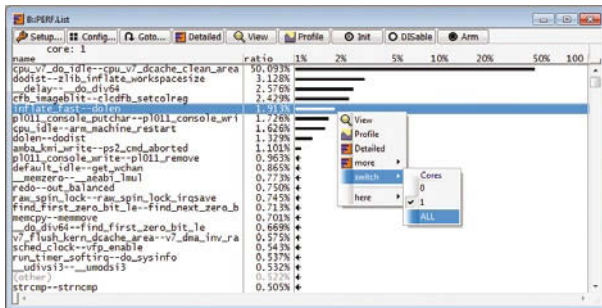 B::PERF.List
Setup... Config... Goto... Detailed View Profile Init DISable Arm
core: 1
name ratio 1% 2% 5% 10% 20% 50% 100
cpu_v7_do_idle--cpu_v7_dcache_clean_area 50.093%
dodist--zlib_inflate_workspacesize 3.128%
__delay--__do_div64 2.576%
cfb_imageblit--clcdfb_setcolreg 2.429%
inflate_fast--dolen 1.913%
pl011_console_putchar--pl011_console_wri 1.726%
cpu_idle--arm_machine_restart 1.626%
dolen--dodist 1.329%
amba_kmi_write--ps2_cmd_aborted 1.101%
pl011_console_write--pl011_remove 0.963%
default_idle--get_wchan 0.865%
__memzero--__aeabi_lmul 0.773%
redo--out_balanced 0.750%
raw_spin_lock--raw_spin_lock_irqsave 0.745%
find_first_zero_bit_le--find_next_zero_b 0.713%
memcpy--memmove 0.701%
__do_div64--find_first_zero_bit_le 0.669%
v7_flush_kern_dcache_area--v7_dma_inv_ra 0.575%
sched_clock--vfp_enable 0.543%
run_timer_softirq--do_sysinfo 0.537%
__udivsi3--__umodsi3 0.532%
(other) 0.522%
strcmp--strncmp 0.505%
View
Profile
Detailed
more
switch
here
Cores
0
1
ALL